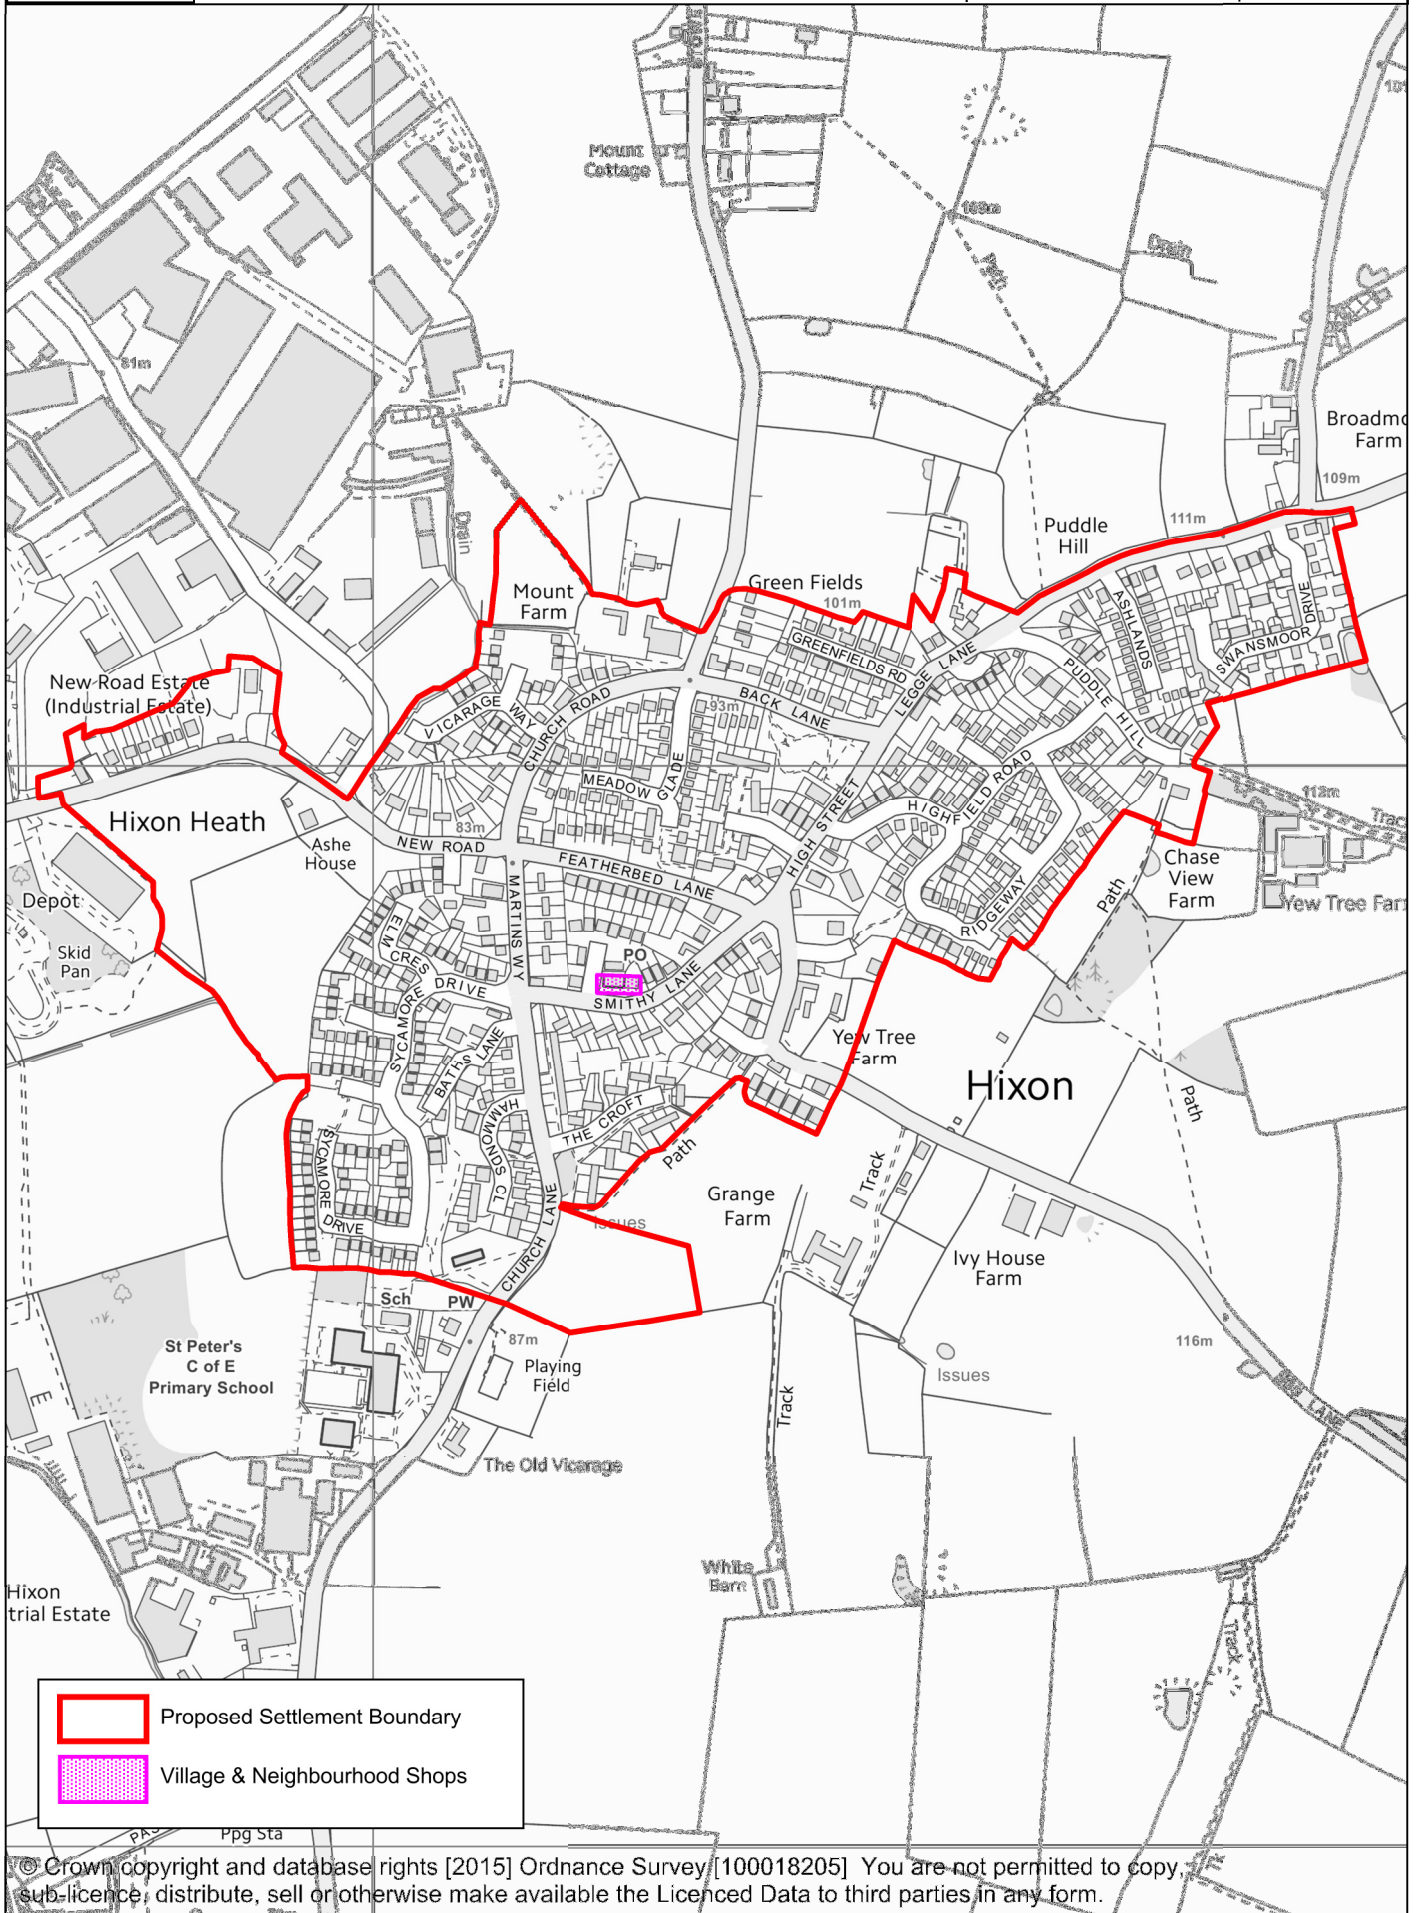 Mount
Cottage
108m
Path
Drain
81m
Broadmo
Farm
109m
Drain
Puddle
Hill
111m
Mount
Farm
Green Fields
101m
ASHLANDS
SWANSMOOR DRIVE
GREENFIELDS RD
LEGGE LANE
PUDDLE HILL
New Road Estate
(Industrial Estate)
VICARAGE WAY
CHURCH ROAD
BACK LANE
93m
MEADOW GLADE
HIGHFIELD ROAD
HIGH STREET
112m
Track
Hixon Heath
83m
NEW ROAD
Ashe
House
FEATHERBED LANE
Chase
View
Farm
Path
Yew Tree Far
Depot
MARTINS WY
RIDGEWAY
ELM CRES
Skid
Pan
PO
SYCAMORE DRIVE
SMITHY LANE
BATHS LANE
Yew Tree
Farm
Hixon
Path
HAMMONDS CL
THE CROFT
Path
SYCAMORE DRIVE
Track
Grange
Farm
CHURCH LANE
Issues
Ivy House
Farm
Sch
PW
87m
St Peter's
C of E
Primary School
Playing
Field
116m
Issues
Track
LANE
The Old Vicarage
White
Barn
Hixon
trial Estate
Track
Proposed Settlement Boundary
Village & Neighbourhood Shops
Ppg Sta
© Crown copyright and database rights [2015] Ordnance Survey [100018205] You are not permitted to copy,
sub-licence, distribute, sell or otherwise make available the Licenced Data to third parties in any form.